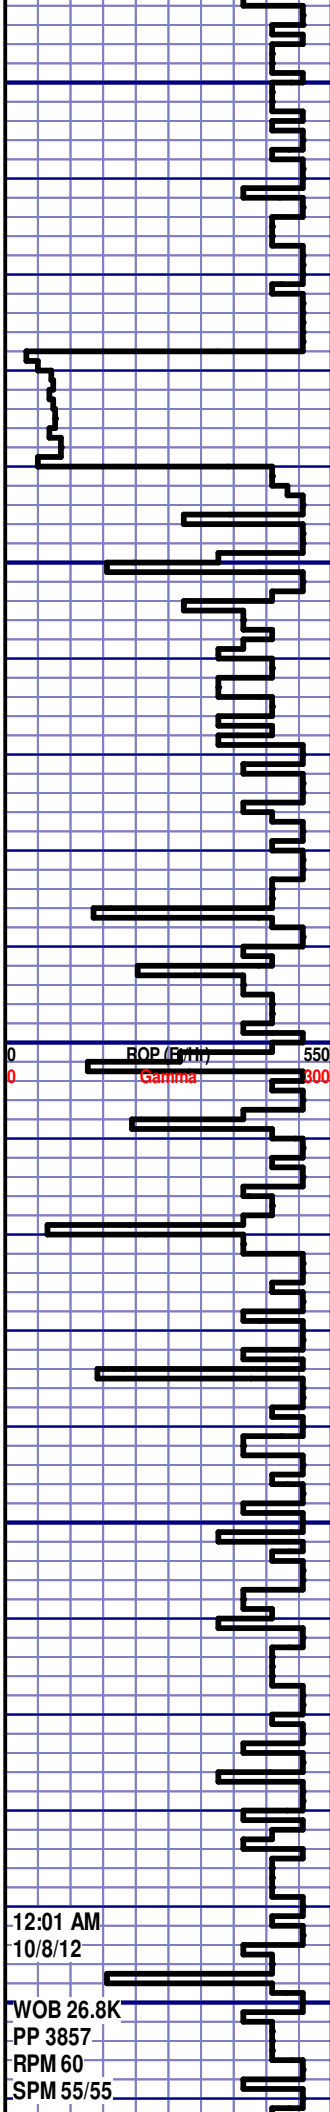 0 ROP (Ft/Hr) 550
0 Gamma 300
12:01 AM
10/8/12
WOB 26.8K
PP 3857
RPM 60
SPM 55/55